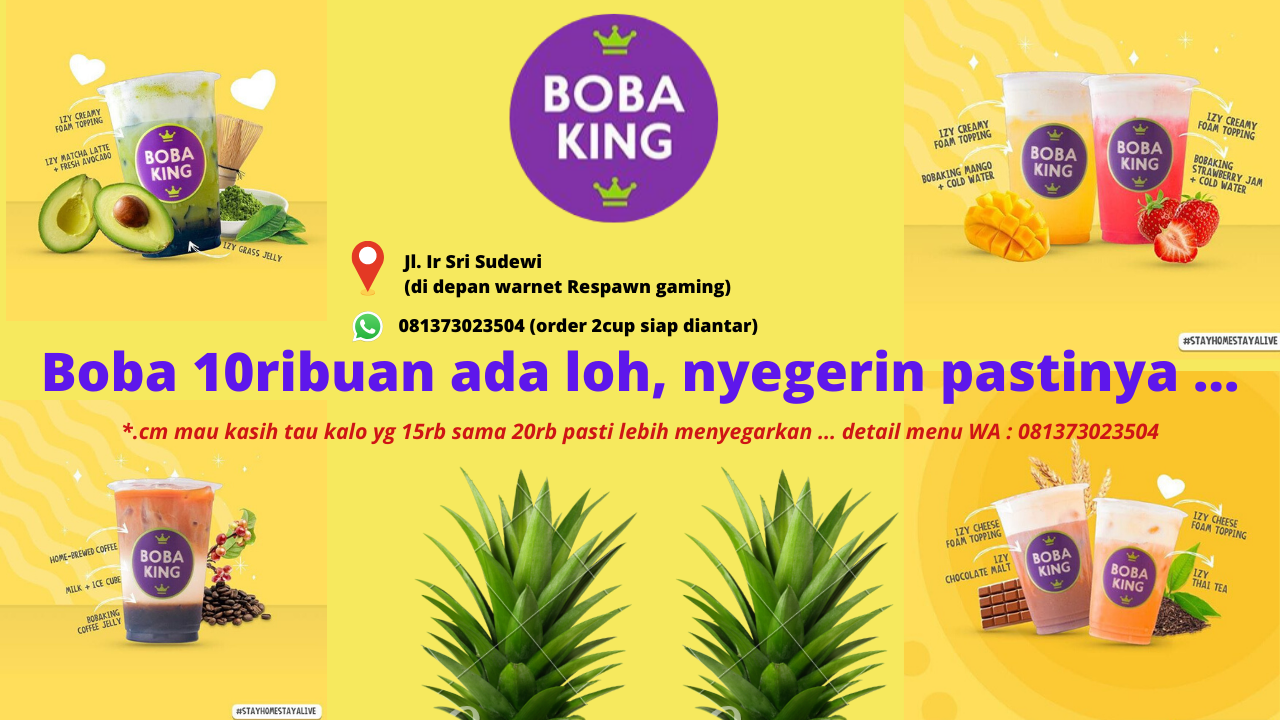 BOBA
KING
Jl. Ir Sri Sudewi
(di depan warnet Respawn gaming)
081373023504 (order 2cup siap diantar)
Boba 10ribuan ada loh, nyegerin pastinya ...
*.cm mau kasih tau kalo yg 15rb sama 20rb pasti lebih menyegarkan ... detail menu WA : 081373023504
IZY CREAMY
FOAM TOPPING
IZY MATCHA LATTE
+ FRESH AVOCADO
BOBA
KING
IZY GRASS JELLY
IZY CREAMY
FOAM TOPPING
BOBAKING MANGO
+ COLD WATER
BOBA
KING
BOBA
KING
IZY CREAMY
FOAM TOPPING
BOBAKING
STRAWBERRY JAM
+ COLD WATER
#STAYHOMESTAYALIVE
HOME-BREWED COFFEE
MILK + ICE CUBE
BOBAKING
COFFEE JELLY
BOBA
KING
#STAYHOMESTAYALIVE
IZY CHEESE
FOAM TOPPING
IZY
CHOCOLATE MALT
BOBA
KING
BOBA
KING
IZY CHEESE
FOAM TOPPING
IZY
THAI TEA